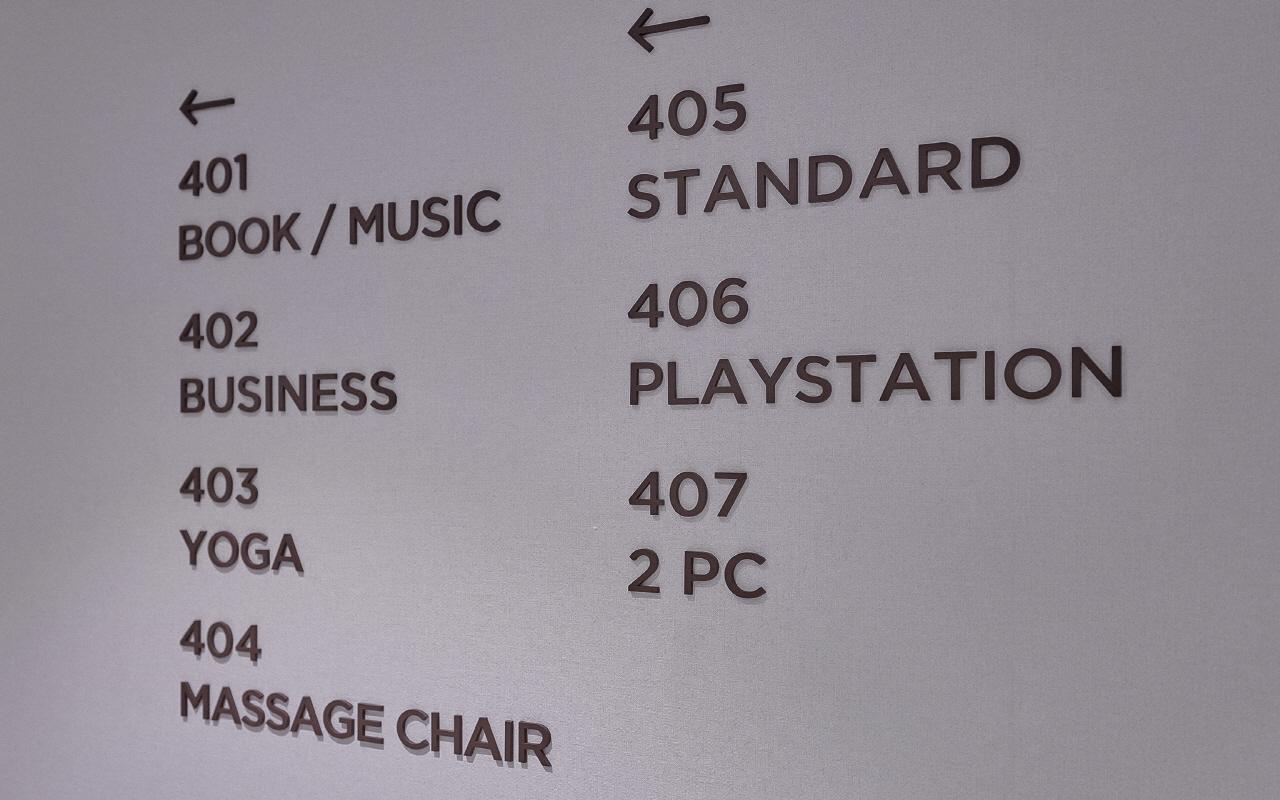 ←
401
BOOK / MUSIC
402
BUSINESS
403
YOGA
404
MASSAGE CHAIR
←
405
STANDARD
406
PLAYSTATION
407
2 PC